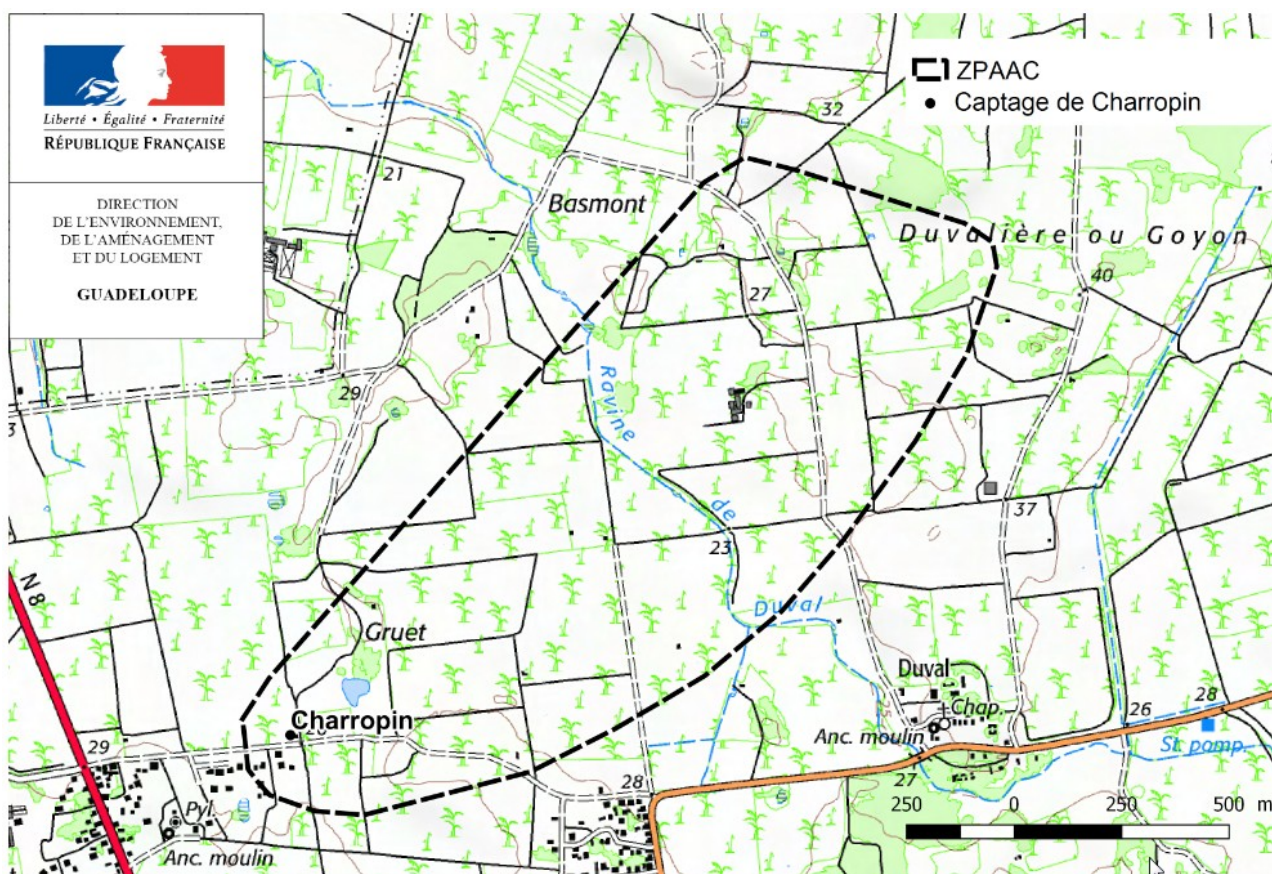 Liberté • Égalité • Fraternité
RÉPUBLIQUE FRANÇAISE
DIRECTION
DE L'ENVIRONNEMENT,
DE L'AMÉNAGEMENT
ET DU LOGEMENT
GUADELOUPE
ZPAAC
Captage de Charropin
32
21
Basmont
Duvalière ou Goyon
27
40
29
Ravine
de
23
37
Duval
N 8
Gruet
Charropin
Duval
Chap.
Anc. moulin
25
26
28
St. pomp.
29
28
27
Pyl.
Anc. moulin
250 0 250 500 m